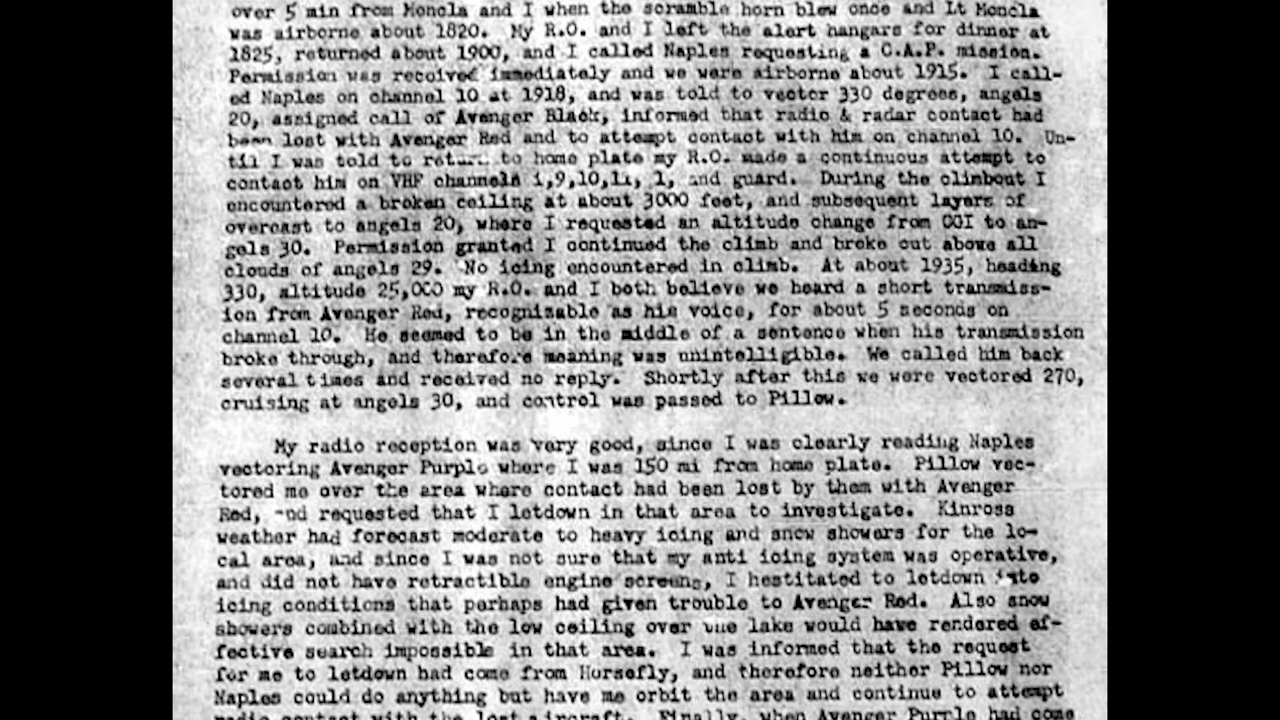 over 5 min from Moncla and I when the scramble horn blew once and Lt Moncla
was airborne about 1820. My R.O. and I left the alert hangars for dinner at
1825, returned about 1900, and I called Naples requesting a C.A.P. mission.
Permission was received immediately and we were airborne about 1915. I call-
ed Naples on channel 10 at 1918, and was told to vector 330 degrees, angels
20, assigned call of Avenger Black, informed that radio & radar contact had
been lost with Avenger Red and to attempt contact with him on channel 10. Un-
til I was told to return to home plate my R.O. made a continuous attempt to
contact him on VHF channels 1,9,10, 1, and guard. During the climbout I
encountered a broken ceiling at about 3000 feet, and subsequent layers of
overcast to angels 20, where I requested an altitude change from GGI to an-
gels 30. Permission granted I continued the climb and broke out above all
clouds of angels 29. No icing encountered in climb. At about 1935, heading
330, altitude 25,000 my R.O. and I both believe we heard a short transmiss-
ion from Avenger Red, recognizable as his voice, for about 5 seconds on
channel 10. He seemed to be in the middle of a sentence when his transmission
broke through, and therefore meaning was unintelligible. We called him back
several times and received no reply. Shortly after this we were vectored 270,
cruising at angels 30, and control was passed to Pillow.
My radio reception was very good, since I was clearly reading Naples
vectoring Avenger Purple where I was 150 mi from home plate. Pillow vec-
tored me over the area where contact had been lost by them with Avenger
Red, and requested that I letdown in that area to investigate. Kinross
weather had forecast moderate to heavy icing and snow showers for the lo-
cal area, and since I was not sure that my anti icing system was operative,
and did not have retractible engine screens, I hestitated to letdown into
icing conditions that perhaps had given trouble to Avenger Red. Also snow
showers combined with the low ceiling over the lake would have rendered ef-
fective search impossible in that area. I was informed that the request
for me to letdown had come from Horsefly, and therefore neither Pillow nor
Naples could do anything but have me orbit the area and continue to attempt
radio contact with the lost aircraft. Finally, when Avenger Purple had come